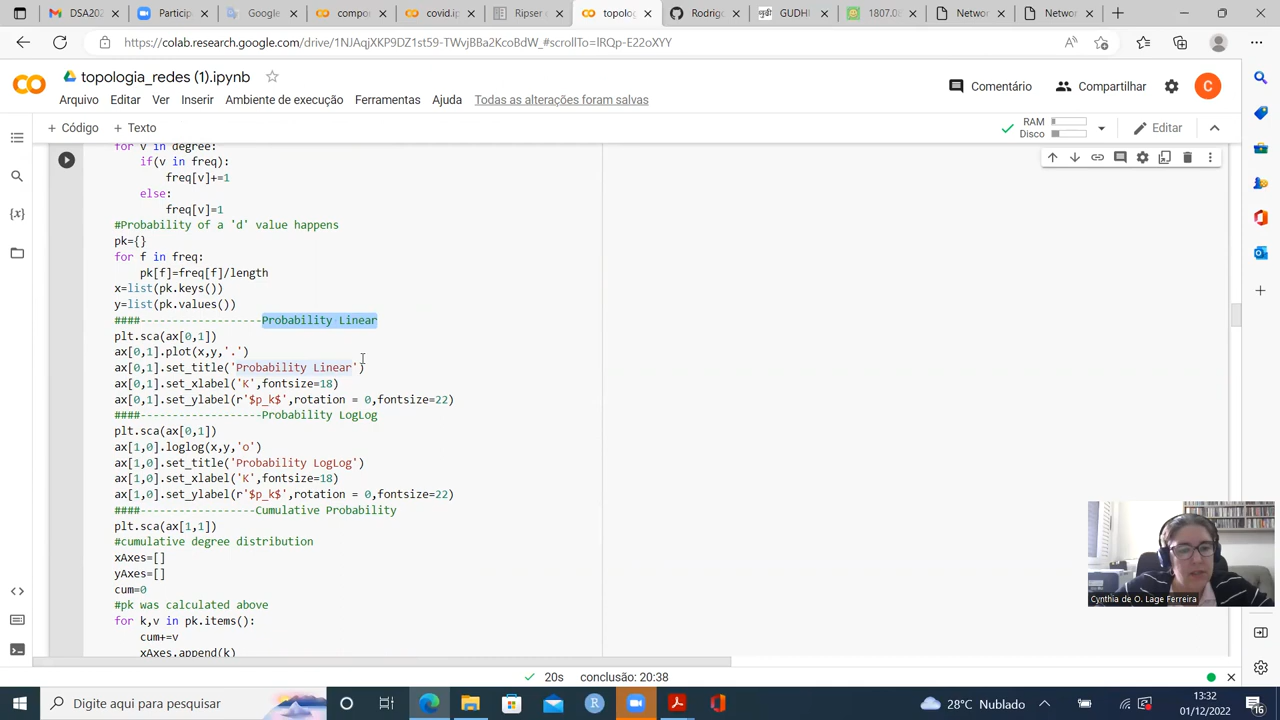 DSA202
Particip
Google
compon
covid.ip
Ripser
topolog
Rodrigo
GUDHI
1807.08
Network
Network
https://colab.research.google.com/drive/1NJAqjXKP9DZ1st59-TWvjBBa2KcoBdW_#scrollTo=lRQp-E22oXYY
topologia_redes (1).ipynb
Comentário
Compartilhar
C
Arquivo Editar Ver Inserir Ambiente de execução Ferramentas Ajuda Todas as alterações foram salvas
+ Código + Texto
RAM
Disco
Editar
for v in degree:
if(v in freq):
freq[v]+=1
else:
freq[v]=1
#Probability of a 'd' value happens
pk={}
for f in freq:
pk[f]=freq[f]/length
x=list(pk.keys())
y=list(pk.values())
####------------------Probability Linear
plt.sca(ax[0,1])
ax[0,1].plot(x,y,'.')
ax[0,1].set_title('Probability Linear')
ax[0,1].set_xlabel('K',fontsize=18)
ax[0,1].set_ylabel(r'$p_k$',rotation = 0,fontsize=22)
####------------------Probability LogLog
plt.sca(ax[0,1])
ax[1,0].loglog(x,y,'o')
ax[1,0].set_title('Probability LogLog')
ax[1,0].set_xlabel('K',fontsize=18)
ax[1,0].set_ylabel(r'$p_k$',rotation = 0,fontsize=22)
####-----------------Cumulative Probability
plt.sca(ax[1,1])
#cumulative degree distribution
xAxes=[]
yAxes=[]
cum=0
#pk was calculated above
for k,v in pk.items():
cum+=v
xAxes.append(k)
Cynthia de O. Lage Ferreira
20s conclusão: 20:38
Digite aqui para pesquisar
28°C Nublado
13:32
01/12/2022
16